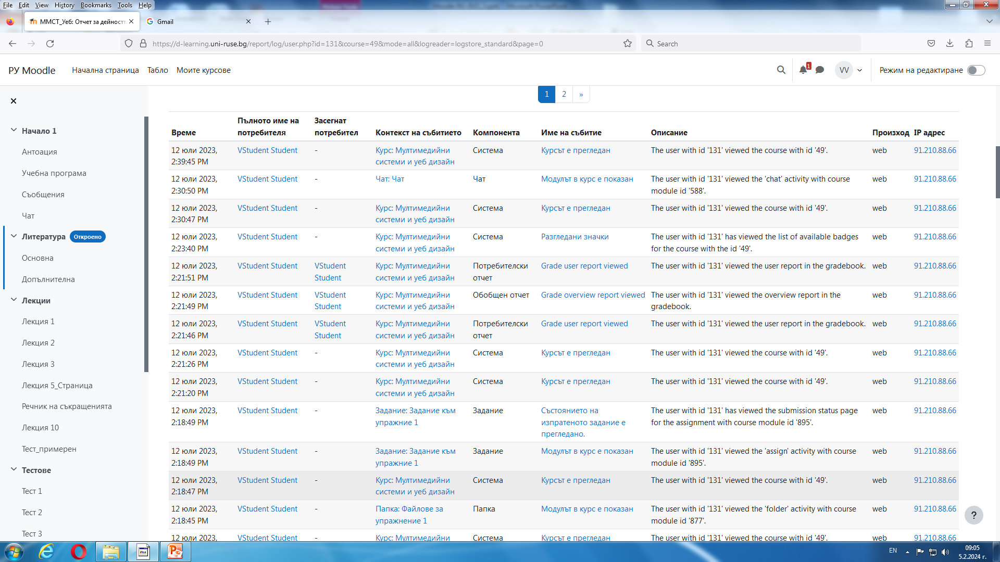 File Edit View History Bookmarks Tools Help
ММСТ_Уеб: Отчет за дейност
Gmail
https://d-learning.uni-ruse.bg/report/log/user.php?id=131&course=49&mode=all&logreader=logstore_standard&page=0
Search
РУ Moodle Начална страница Табло Моите курсове
1
VV
Режим на редактиране
Начало 1
Антоация
Учебна програма
Съобщения
Чат
Литература Откроено
Основна
Допълнителна
Лекции
Лекция 1
Лекция 2
Лекция 3
Лекция 5_Страница
Речник на съкращенията
Лекция 10
Тест_примерен
Тестове
Тест 1
Тест 2
Тест 3
1 2 »
Време Пълното име на потребителя Засегнат потребител Контекст на събитието Компонента Име на събитие Описание Произход IP адрес
12 юли 2023, VStudent Student - Курс: Мултимедийни Система Курсът е прегледан The user with id '131' viewed the course with id '49'. web 91.210.88.66
2:39:45 PM системи и уеб дизайн
12 юли 2023, VStudent Student - Чат: Чат Чат Модулът в курс е показан The user with id '131' viewed the 'chat' activity with course web 91.210.88.66
2:30:50 PM module id '588'.
12 юли 2023, VStudent Student - Курс: Мултимедийни Система Курсът е прегледан The user with id '131' viewed the course with id '49'. web 91.210.88.66
2:30:47 PM системи и уеб дизайн
12 юли 2023, VStudent Student - Курс: Мултимедийни Система Разгледани значки The user with id '131' has viewed the list of available badges web 91.210.88.66
2:23:40 PM системи и уеб дизайн for the course with the id '49'.
12 юли 2023, VStudent Student VStudent Курс: Мултимедийни Потребителски Grade user report viewed The user with id '131' viewed the user report in the gradebook. web 91.210.88.66
2:21:51 PM Student системи и уеб дизайн отчет
12 юли 2023, VStudent Student VStudent Курс: Мултимедийни Обобщен отчет Grade overview report viewed The user with id '131' viewed the overview report in the web 91.210.88.66
2:21:49 PM Student системи и уеб дизайн gradebook.
12 юли 2023, VStudent Student VStudent Курс: Мултимедийни Потребителски Grade user report viewed The user with id '131' viewed the user report in the gradebook. web 91.210.88.66
2:21:46 PM Student системи и уеб дизайн отчет
12 юли 2023, VStudent Student - Курс: Мултимедийни Система Курсът е прегледан The user with id '131' viewed the course with id '49'. web 91.210.88.66
2:21:26 PM системи и уеб дизайн
12 юли 2023, VStudent Student - Курс: Мултимедийни Система Курсът е прегледан The user with id '131' viewed the course with id '49'. web 91.210.88.66
2:21:20 PM системи и уеб дизайн
12 юли 2023, VStudent Student - Задание: Задание към Задание Състоянието на The user with id '131' has viewed the submission status page web 91.210.88.66
2:18:49 PM упражние 1 изпратеното задание е for the assignment with course module id '895'.
прегледано.
12 юли 2023, VStudent Student - Задание: Задание към Задание Модулът в курс е показан The user with id '131' viewed the 'assign' activity with course web 91.210.88.66
2:18:49 PM упражние 1 module id '895'.
12 юли 2023, VStudent Student - Курс: Мултимедийни Система Курсът е прегледан The user with id '131' viewed the course with id '49'. web 91.210.88.66
2:18:47 PM системи и уеб дизайн
12 юли 2023, VStudent Student - Папка: Файлове за Папка Модулът в курс е показан The user with id '131' viewed the 'folder' activity with course web 91.210.88.66
2:18:45 PM упражнение 1 module id '877'.
12 юли 2023, VStudent Student - Курс: Мултимедийни Система Курсът е прегледан The user with id '131' viewed the course with id '49'. web 91.210.88.66
?
EN
09:05
5.2.2024 г.